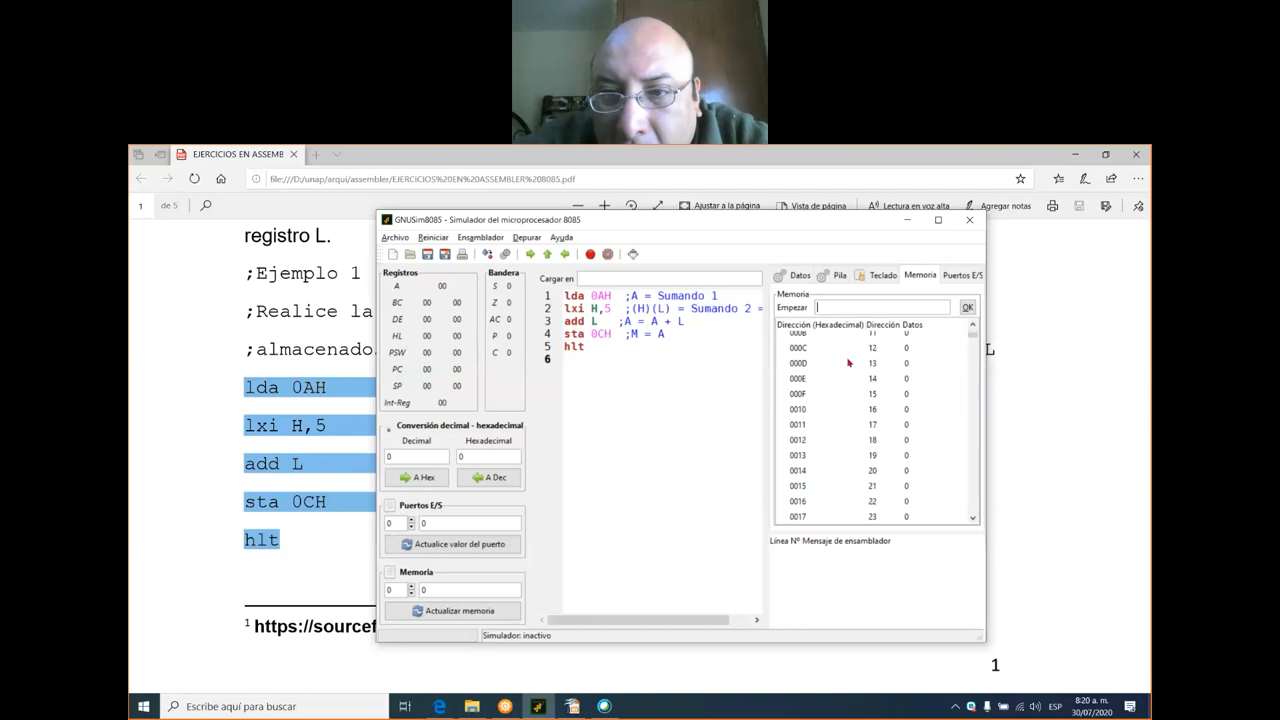 EJERCICIOS EN ASSEMB
file:///D:/unap/arqui/assembler/EJERCICIOS%20EN%20ASSEMBLER%208085.pdf
1 de 5
Ajustar a la página Vista de página Lectura en voz alta Agregar notas
registro L.
;Ejemplo 1
;Realice la
;almacenado
L
lda 0AH
lxi H,5
add L
sta 0CH
hlt
1 https://sourcef
1
GNUSim8085 - Simulador del microprocesador 8085
Archivo Reiniciar Ensamblador Depurar Ayuda
Registros
A 00
BC 00 00
DE 00 00
HL 00 00
PSW 00 00
PC 00 00
SP 00 00
Int-Reg 00
Bandera
S 0
Z 0
AC 0
P 0
C 0
Conversión decimal - hexadecimal
Decimal Hexadecimal
0 0
A Hex A Dec
Puertos E/S
0 0
Actualice valor del puerto
Memoria
0 0
Actualizar memoria
Cargar en
1 lda 0AH ;A = Sumando 1
2 lxi H,5 ;(H)(L) = Sumando 2 =
3 add L ;A = A + L
4 sta 0CH ;M = A
5 hlt
6
Datos Pila Teclado Memoria Puertos E/S
Memoria
Empezar OK
Dirección (Hexadecimal) Dirección Datos
000B 11 0
000C 12 0
000D 13 0
000E 14 0
000F 15 0
0010 16 0
0011 17 0
0012 18 0
0013 19 0
0014 20 0
0015 21 0
0016 22 0
0017 23 0
Línea Nº Mensaje de ensamblador
Simulador: inactivo
Escribe aquí para buscar
ESP
8:20 a. m.
30/07/2020